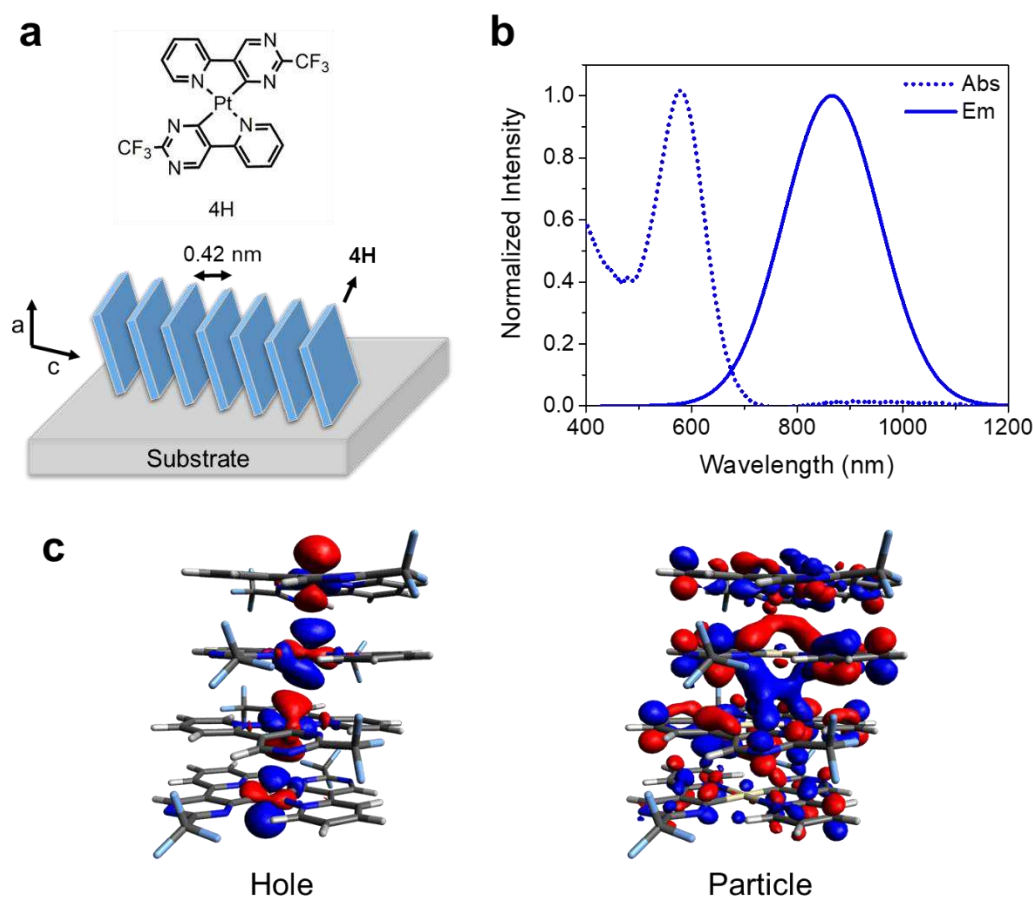 a
N
N
CF3
N
Pt
N
N
CF3
N
4H
0.42 nm
4H
a
c
Substrate
b
Abs
Em
Normalized Intensity
1.0
0.8
0.6
0.4
0.2
0.0
400 600 800 1000 1200
Wavelength (nm)
c
Hole
Particle